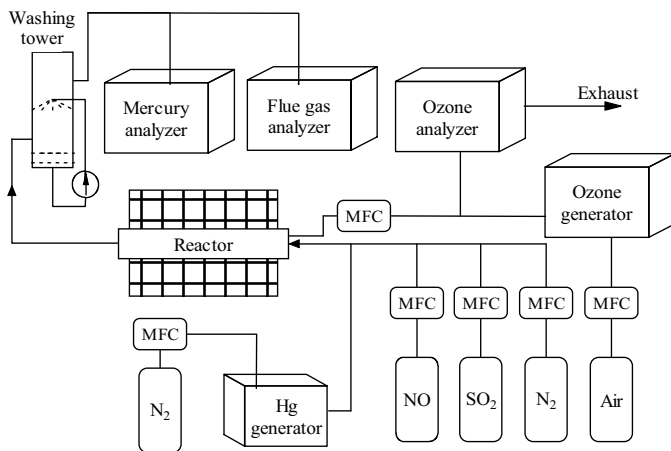 Washing
tower
Mercury
analyzer
Flue gas
analyzer
Ozone
analyzer
Exhaust
Ozone
generator
MFC
Reactor
MFC
MFC
MFC
MFC
MFC
N₂
Hg
generator
NO
SO₂
N₂
Air